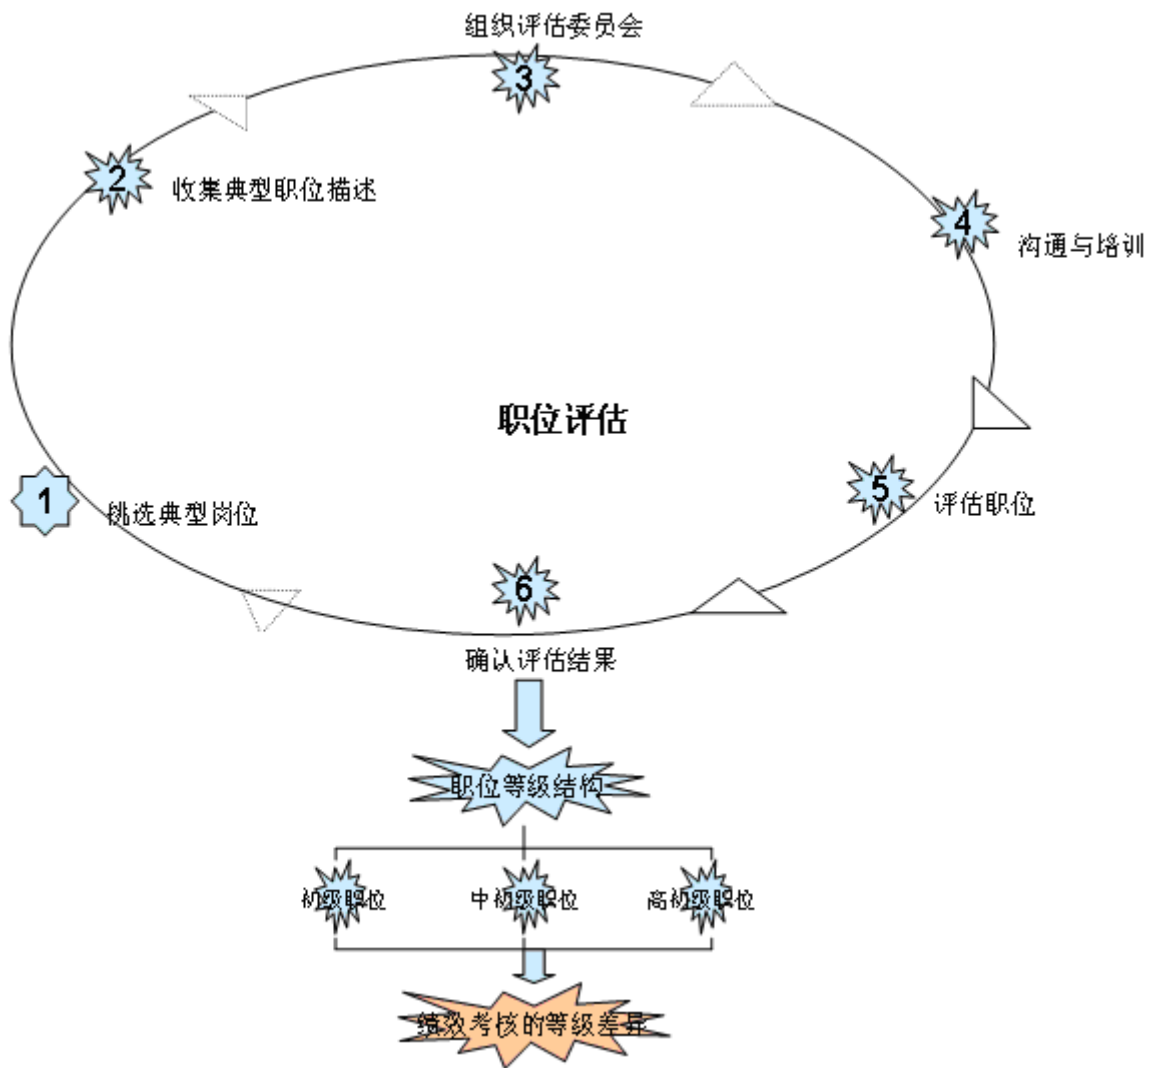 组织评估委员会
3
2
收集典型职位描述
4
沟通与培训
职位评估
1
挑选典型岗位
5
评估职位
6
确认评估结果
职位等级结构
初级职位
中初级职位
高初级职位
绩效考核的等级差异